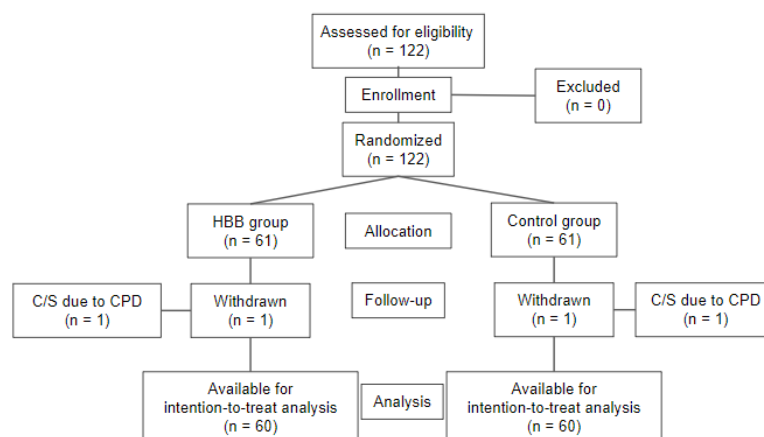 Assessed for eligibility
(n = 122)
Enrollment
Excluded
(n = 0)
Randomized
(n = 122)
HBB group
(n = 61)
Allocation
Control group
(n = 61)
C/S due to CPD
(n = 1)
Withdrawn
(n = 1)
Follow-up
Withdrawn
(n = 1)
C/S due to CPD
(n = 1)
Available for
intention-to-treat analysis
(n = 60)
Analysis
Available for
intention-to-treat analysis
(n = 60)